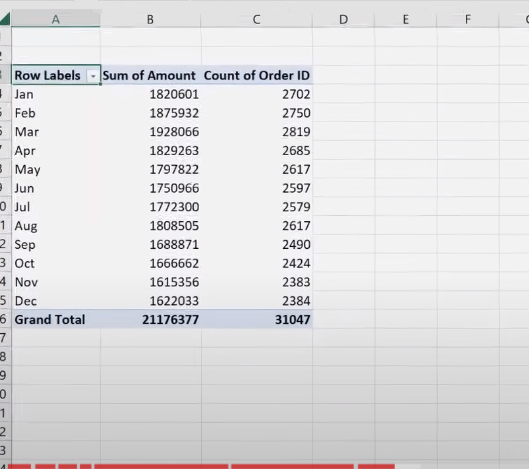 A B C D E F
Row Labels Sum of Amount Count of Order ID
Jan 1820601 2702
Feb 1875932 2750
Mar 1928066 2819
Apr 1829263 2685
May 1797822 2617
Jun 1750966 2597
Jul 1772300 2579
Aug 1808505 2617
Sep 1688871 2490
Oct 1666662 2424
Nov 1615356 2383
Dec 1622033 2384
Grand Total 21176377 31047